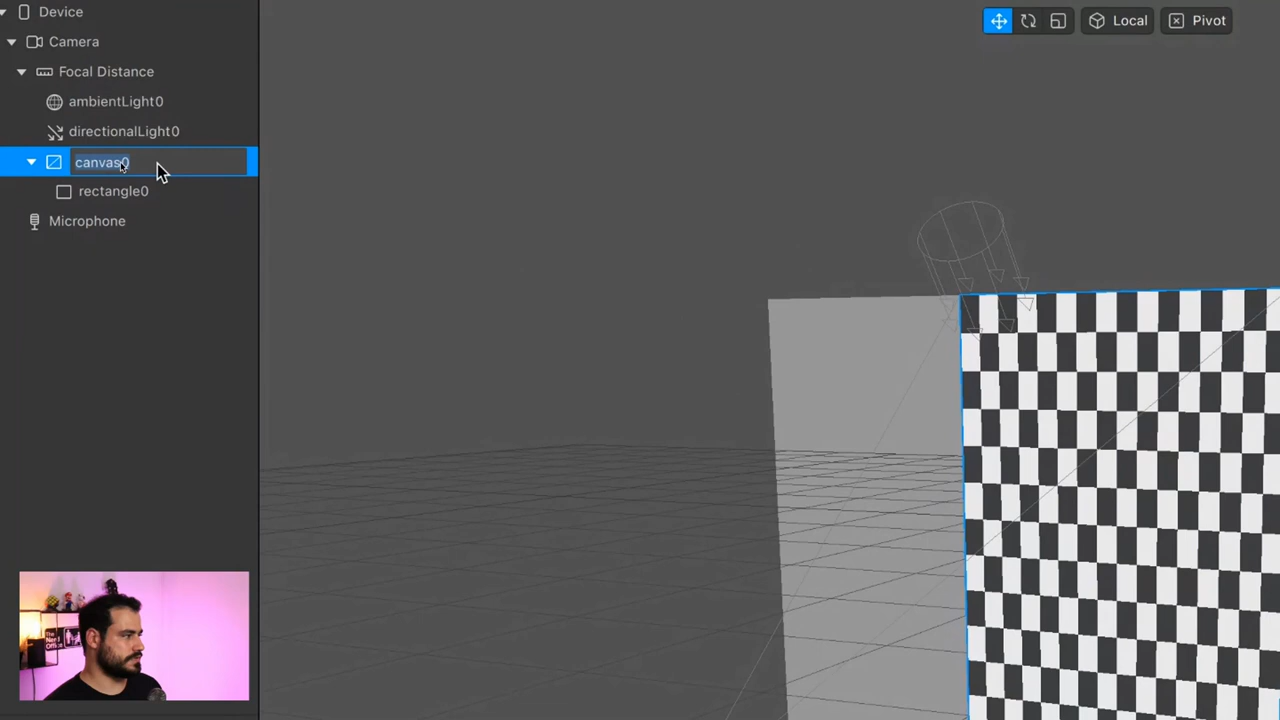 Device
Local
Pivot
Camera
Focal Distance
ambientLight0
directionalLight0
canvas0
rectangle0
Microphone